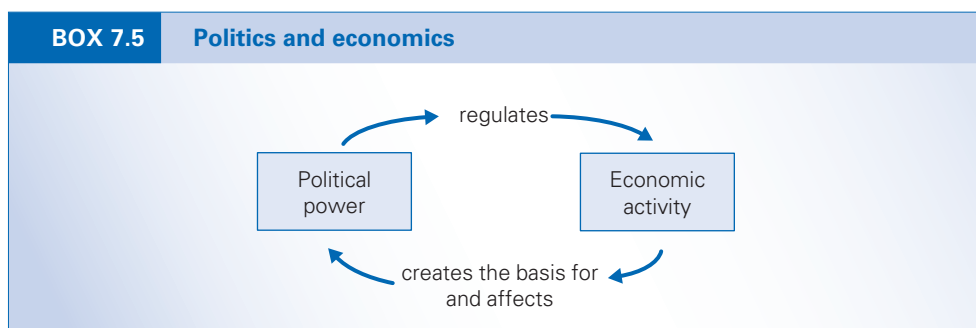 BOX 7.5 Politics and economics
regulates
Political
power
Economic
activity
creates the basis for
and affects